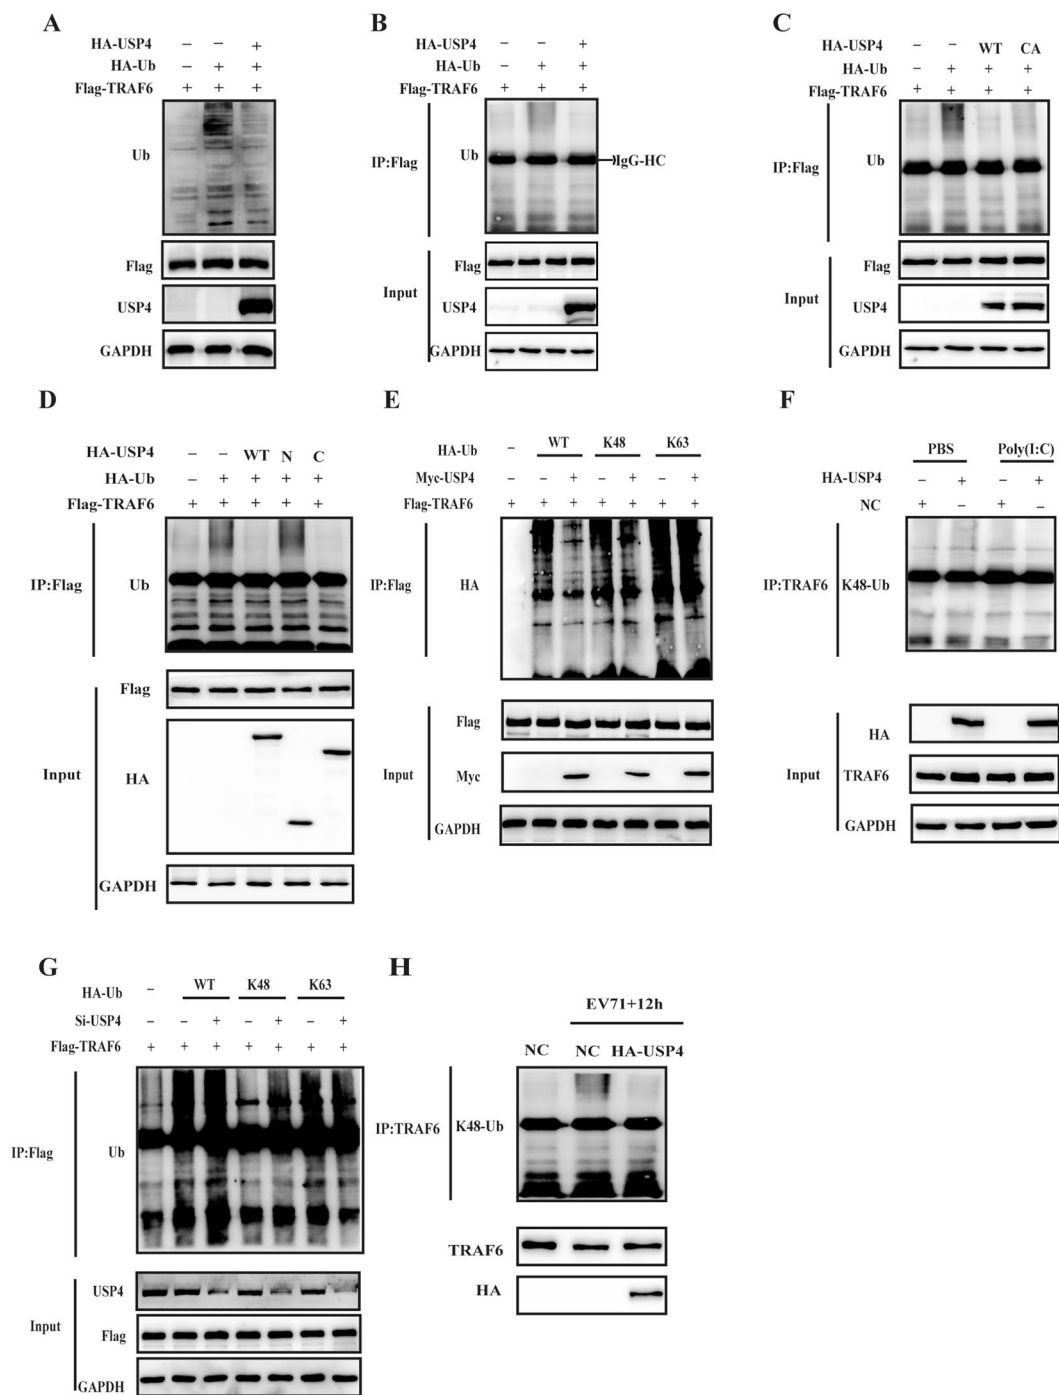 A
HA-USP4 – – +
HA-Ub – + +
Flag-TRAF6 + + +
Ub
Flag
USP4
GAPDH
B
HA-USP4 – – +
HA-Ub – + +
Flag-TRAF6 + + +
IP:Flag
Ub
IgG-HC
Input
Flag
USP4
GAPDH
C
HA-USP4 – – WT CA
HA-Ub – + + +
Flag-TRAF6 + + + +
IP:Flag
Ub
Input
Flag
USP4
GAPDH
D
HA-USP4 – – WT N C
HA-Ub – + + + +
Flag-TRAF6 + + + + +
IP:Flag
Ub
Input
Flag
HA
GAPDH
E
HA-Ub – WT K48 K63
Myc-USP4 – – + – + – +
Flag-TRAF6 + + + + + + +
IP:Flag
HA
Input
Flag
Myc
GAPDH
F
PBS Poly(I:C)
HA-USP4 – + – +
NC + – + –
IP:TRAF6
K48-Ub
Input
HA
TRAF6
GAPDH
G
HA-Ub – WT K48 K63
Si-USP4 – – + – + – +
Flag-TRAF6 + + + + + + +
IP:Flag
Ub
Input
USP4
Flag
GAPDH
H
EV71+12h
NC NC HA-USP4
IP:TRAF6
K48-Ub
TRAF6
HA